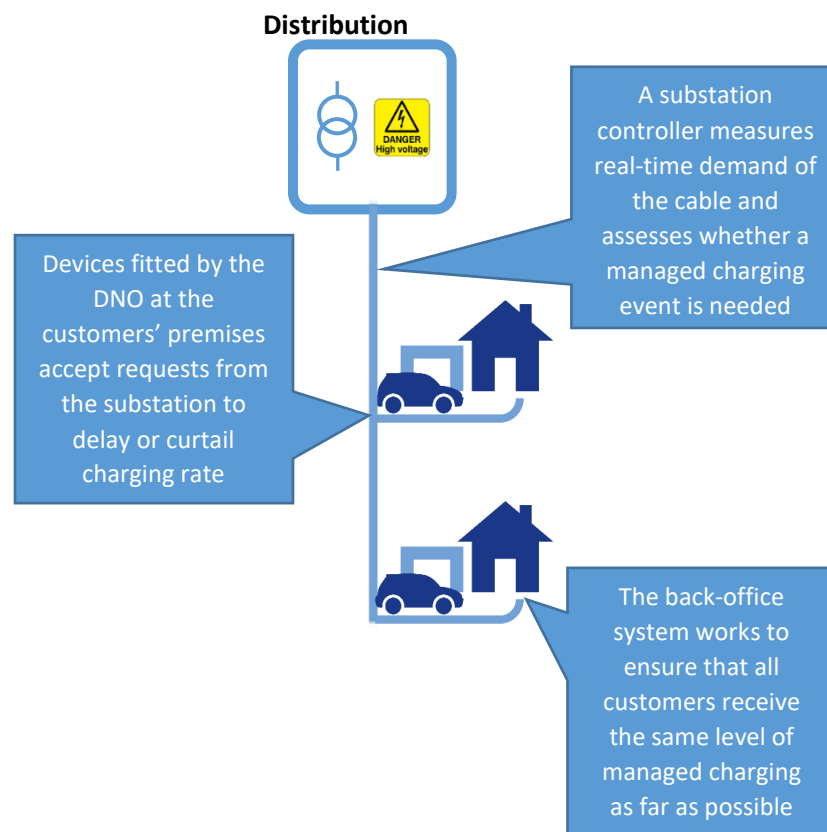 Distribution
DANGER
High voltage
A substation
controller measures
real-time demand of
the cable and
assesses whether a
managed charging
event is needed
Devices fitted by the
DNO at the
customers’ premises
accept requests from
the substation to
delay or curtail
charging rate
The back-office
system works to
ensure that all
customers receive
the same level of
managed charging
as far as possible